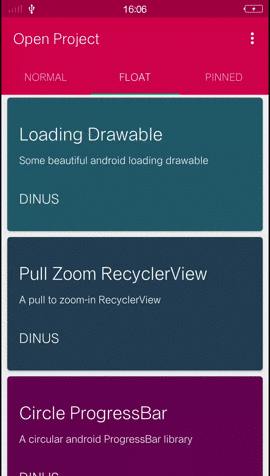 16:06
Open Project
NORMAL FLOAT PINNED
Loading Drawable
Some beautiful android loading drawable
DINUS
Pull Zoom RecyclerView
A pull to zoom-in RecyclerView
DINUS
Circle ProgressBar
A circular android ProgressBar library
DINUS